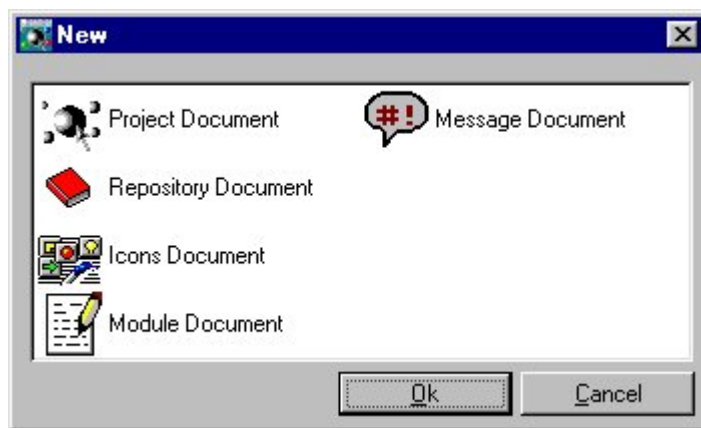 New
Project Document
Message Document
#!
Repository Document
Icons Document
Module Document
Ok
Cancel